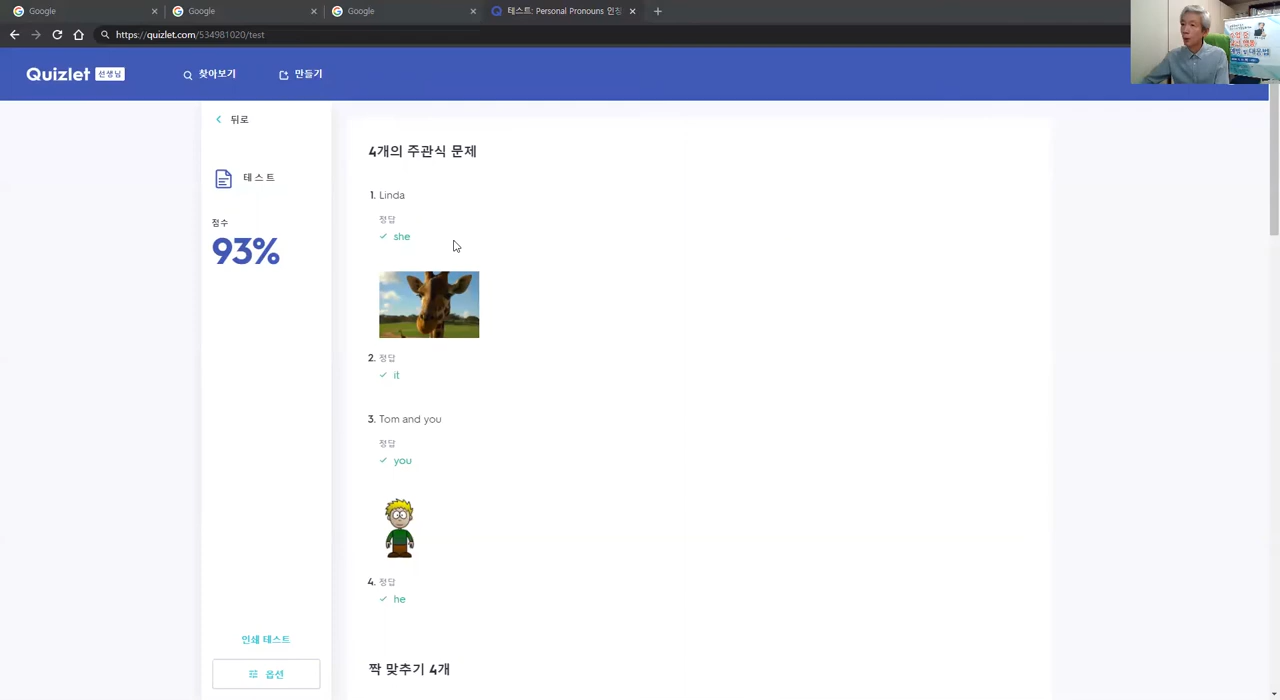 Google
Google
Google
테스트: Personal Pronouns 인칭
https://quizlet.com/534981020/test
Quizlet 선생님
찾아보기
만들기
뒤로
테스트
점수
93%
인쇄 테스트
옵션
4개의 주관식 문제
1. Linda
정답
she
2. 정답
it
3. Tom and you
정답
you
4. 정답
he
짝 맞추기 4개